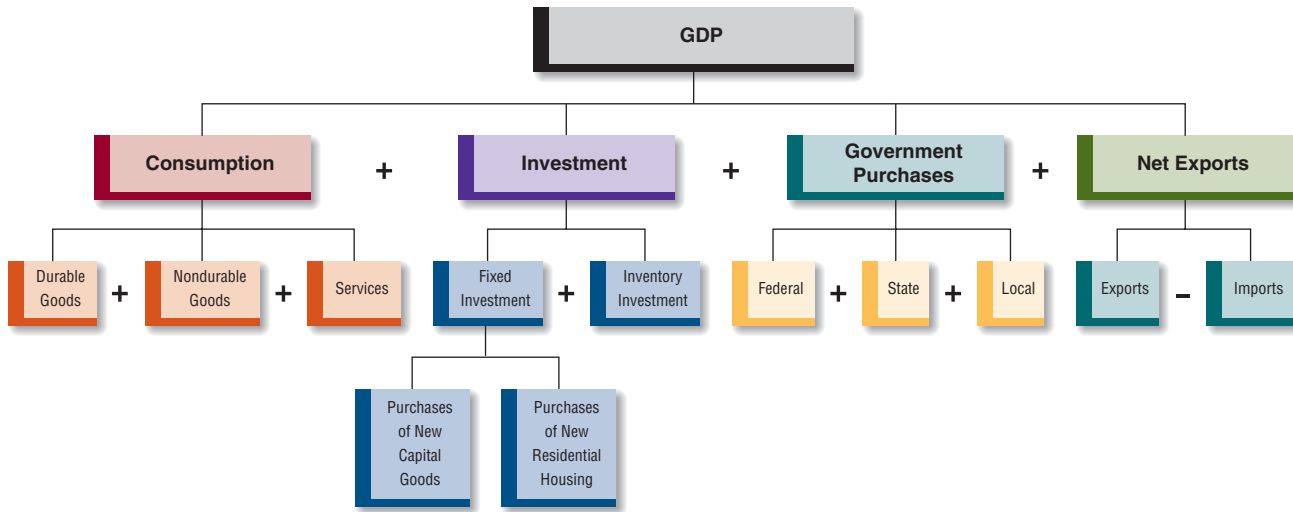 GDP
Consumption
+
Investment
+
Government
Purchases
+
Net Exports
Durable
Goods
+
Nondurable
Goods
+
Services
Fixed
Investment
+
Inventory
Investment
Federal
+
State
+
Local
Exports
–
Imports
Purchases
of New
Capital
Goods
Purchases
of New
Residential
Housing